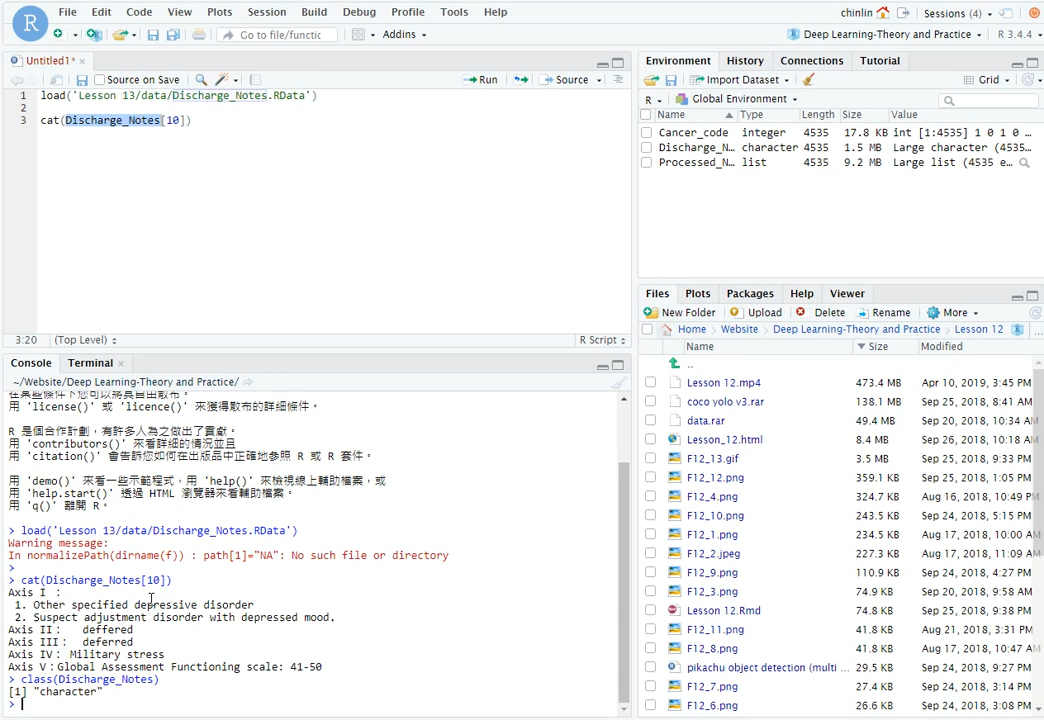 File Edit Code View Plots Session Build Debug Profile Tools Help
chinlin Sessions (4)
Go to file/functic Addins
Deep Learning-Theory and Practice R 3.4.4
Untitled1*
Source on Save Run Source
1 load('Lesson 13/data/Discharge_Notes.RData')
2
3 cat(Discharge_Notes[10])
3:20 (Top Level) R Script
Console Terminal
~/Website/Deep Learning-Theory and Practice/
在某些條件下您可以將其自由散布。
用 'license()' 或 'licence()' 來獲得散布的詳細條件。
R 是個合作計劃，有許多人為之做出了貢獻。
用 'contributors()' 來看詳細的情況並且
用 'citation()' 會告訴您如何在出版品中正確地參照 R 或 R 套件。
用 'demo()' 來看一些示範程式，用 'help()' 來檢視線上輔助檔案，或
用 'help.start()' 透過 HTML 瀏覽器來看輔助檔案。
用 'q()' 離開 R。
> load('Lesson 13/data/Discharge_Notes.RData')
Warning message:
In normalizePath(dirname(f)) : path[1]="NA": No such file or directory
>
> cat(Discharge_Notes[10])
Axis I :
1. Other specified depressive disorder
2. Suspect adjustment disorder with depressed mood.
Axis II： deffered
Axis III： deferred
Axis IV： Military stress
Axis V：Global Assessment Functioning scale: 41-50
> class(Discharge_Notes)
[1] "character"
>
Environment History Connections Tutorial
Import Dataset Grid
R Global Environment
Name Type Length Size Value
Cancer_code integer 4535 17.8 KB int [1:4535] 1 0 1 0 …
Discharge_N… character 4535 1.5 MB Large character (4535…
Processed_N… list 4535 9.2 MB Large list (4535 e…
Files Plots Packages Help Viewer
New Folder Upload Delete Rename More
Home Website Deep Learning-Theory and Practice Lesson 12 …
Name Size Modified
..
Lesson 12.mp4 473.4 MB Apr 10, 2019, 3:45 PM
coco yolo v3.rar 138.1 MB Sep 25, 2018, 8:41 AM
data.rar 49.4 MB Sep 20, 2018, 10:34 AM
Lesson_12.html 8.4 MB Sep 26, 2018, 10:18 AM
F12_13.gif 3.5 MB Sep 25, 2018, 9:33 PM
F12_12.png 359.1 KB Sep 25, 2018, 1:05 PM
F12_4.png 324.7 KB Aug 16, 2018, 10:49 PM
F12_10.png 243.5 KB Sep 24, 2018, 5:15 PM
F12_1.png 234.5 KB Aug 17, 2018, 10:00 AM
F12_2.jpeg 227.3 KB Aug 17, 2018, 11:09 AM
F12_9.png 110.9 KB Sep 24, 2018, 4:27 PM
F12_3.png 74.9 KB Sep 20, 2018, 9:58 AM
Lesson 12.Rmd 74.8 KB Sep 25, 2018, 9:38 PM
F12_11.png 41.8 KB Aug 21, 2018, 3:31 PM
F12_8.png 41.8 KB Aug 17, 2018, 10:47 AM
pikachu object detection (multi … 29.5 KB Sep 24, 2018, 9:27 PM
F12_7.png 27.4 KB Sep 24, 2018, 3:14 PM
F12_6.png 26.6 KB Sep 24, 2018, 3:08 PM